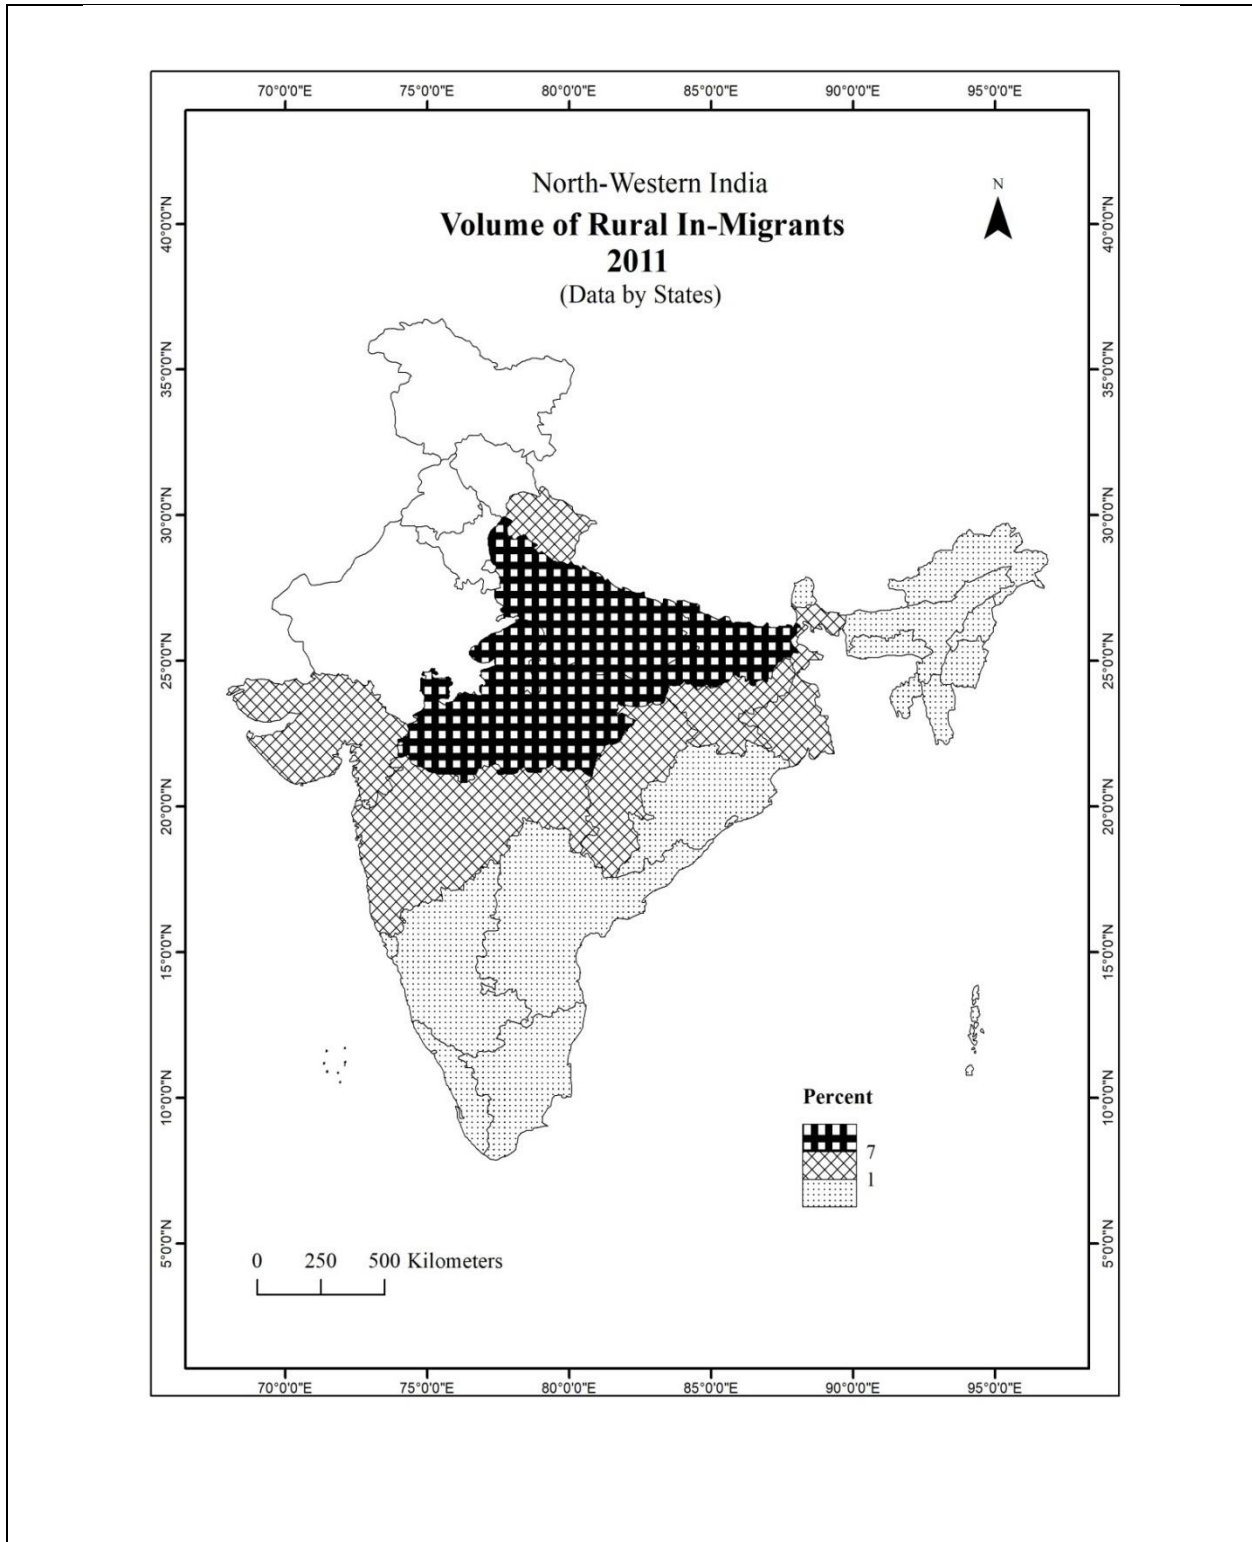 70°0'0"E 75°0'0"E 80°0'0"E 85°0'0"E 90°0'0"E 95°0'0"E
North-Western India
N
Volume of Rural In-Migrants
2011
(Data by States)
40°0'0"N 40°0'0"N
35°0'0"N 35°0'0"N
30°0'0"N 30°0'0"N
25°0'0"N 25°0'0"N
20°0'0"N 20°0'0"N
15°0'0"N 15°0'0"N
10°0'0"N 10°0'0"N
Percent
7
1
5°0'0"N 5°0'0"N
0 250 500 Kilometers
70°0'0"E 75°0'0"E 80°0'0"E 85°0'0"E 90°0'0"E 95°0'0"E